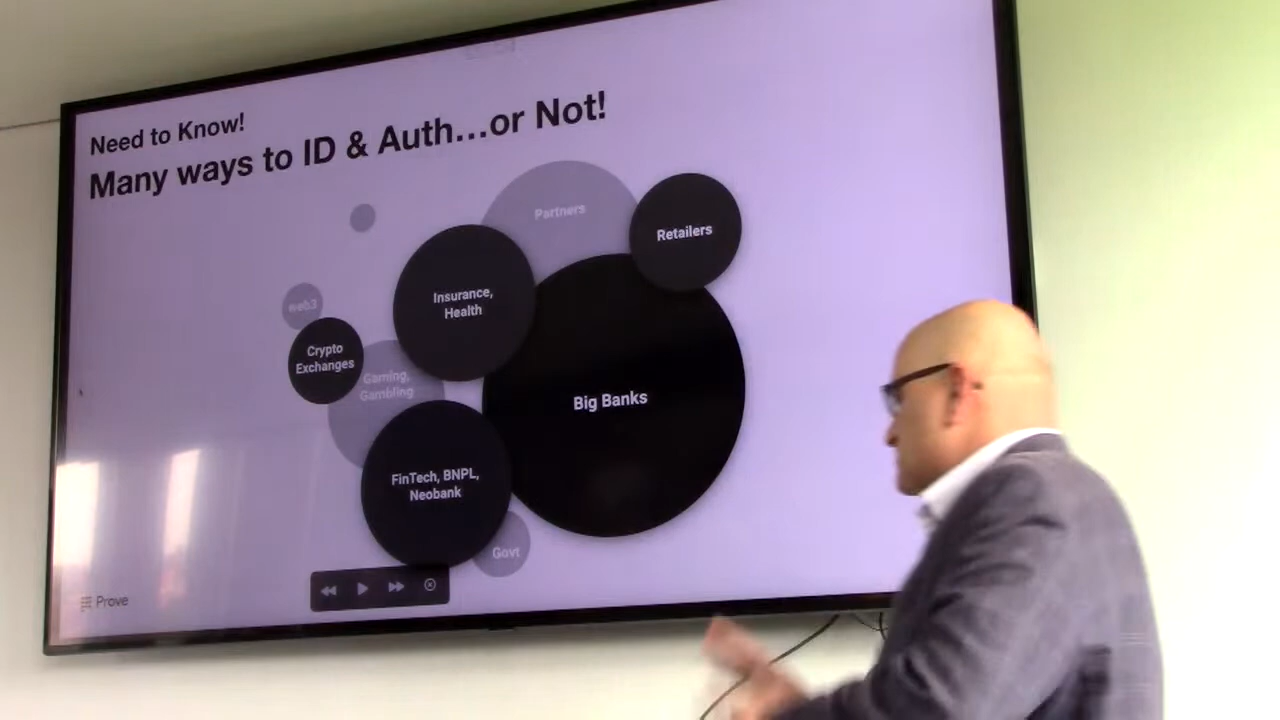 Need to Know!
Many ways to ID & Auth...or Not!
Partners
Retailers
Insurance,
Health
web3
Crypto
Exchanges
Gaming,
Gambling
Big Banks
FinTech, BNPL,
Neobank
Govt
Prove